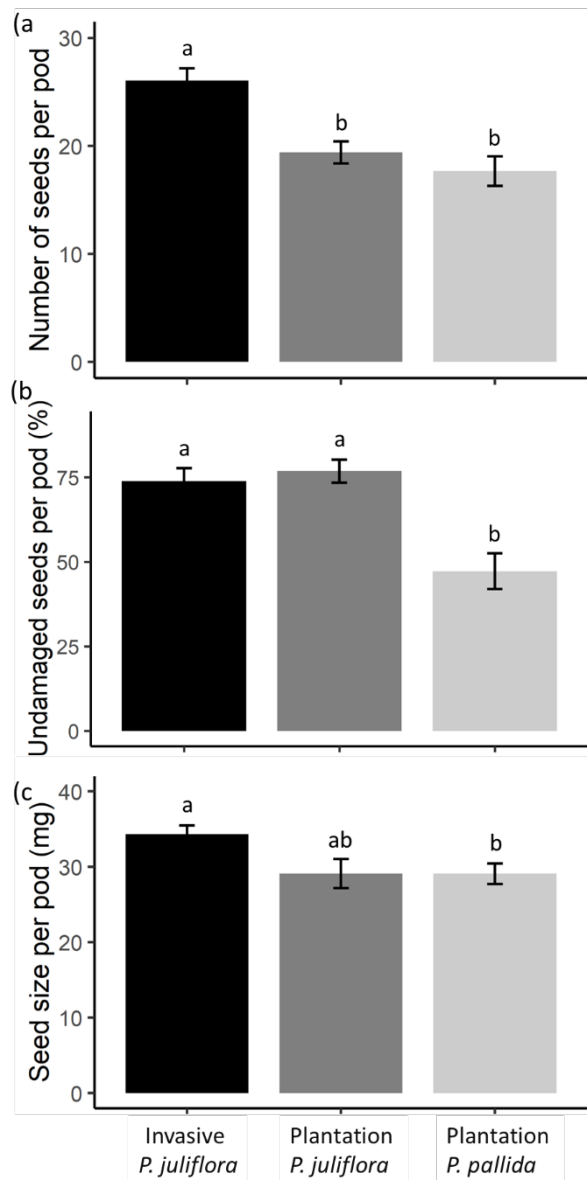 (a
Number of seeds per pod
30
20
10
0
a
b
b
(b
Undamaged seeds per pod (%)
75
50
25
0
a
a
b
(c
Seed size per pod (mg)
40
30
20
10
0
a
ab
b
Invasive
P. juliflora
Plantation
P. juliflora
Plantation
P. pallida